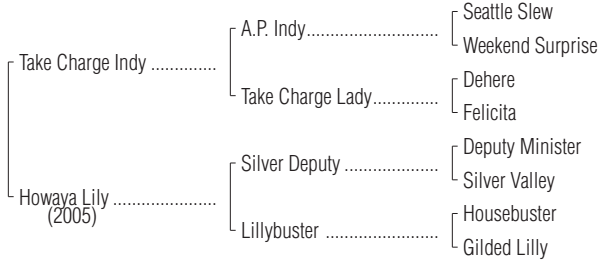 Seattle Slew
A.P. Indy..............................
Weekend Surprise
Take Charge Indy ...............
Dehere
Take Charge Lady...............
Felicita
Deputy Minister
Silver Deputy ......................
Silver Valley
Howaya Lily ........................
(2005)
Housebuster
Lillybuster ..........................
Gilded Lilly